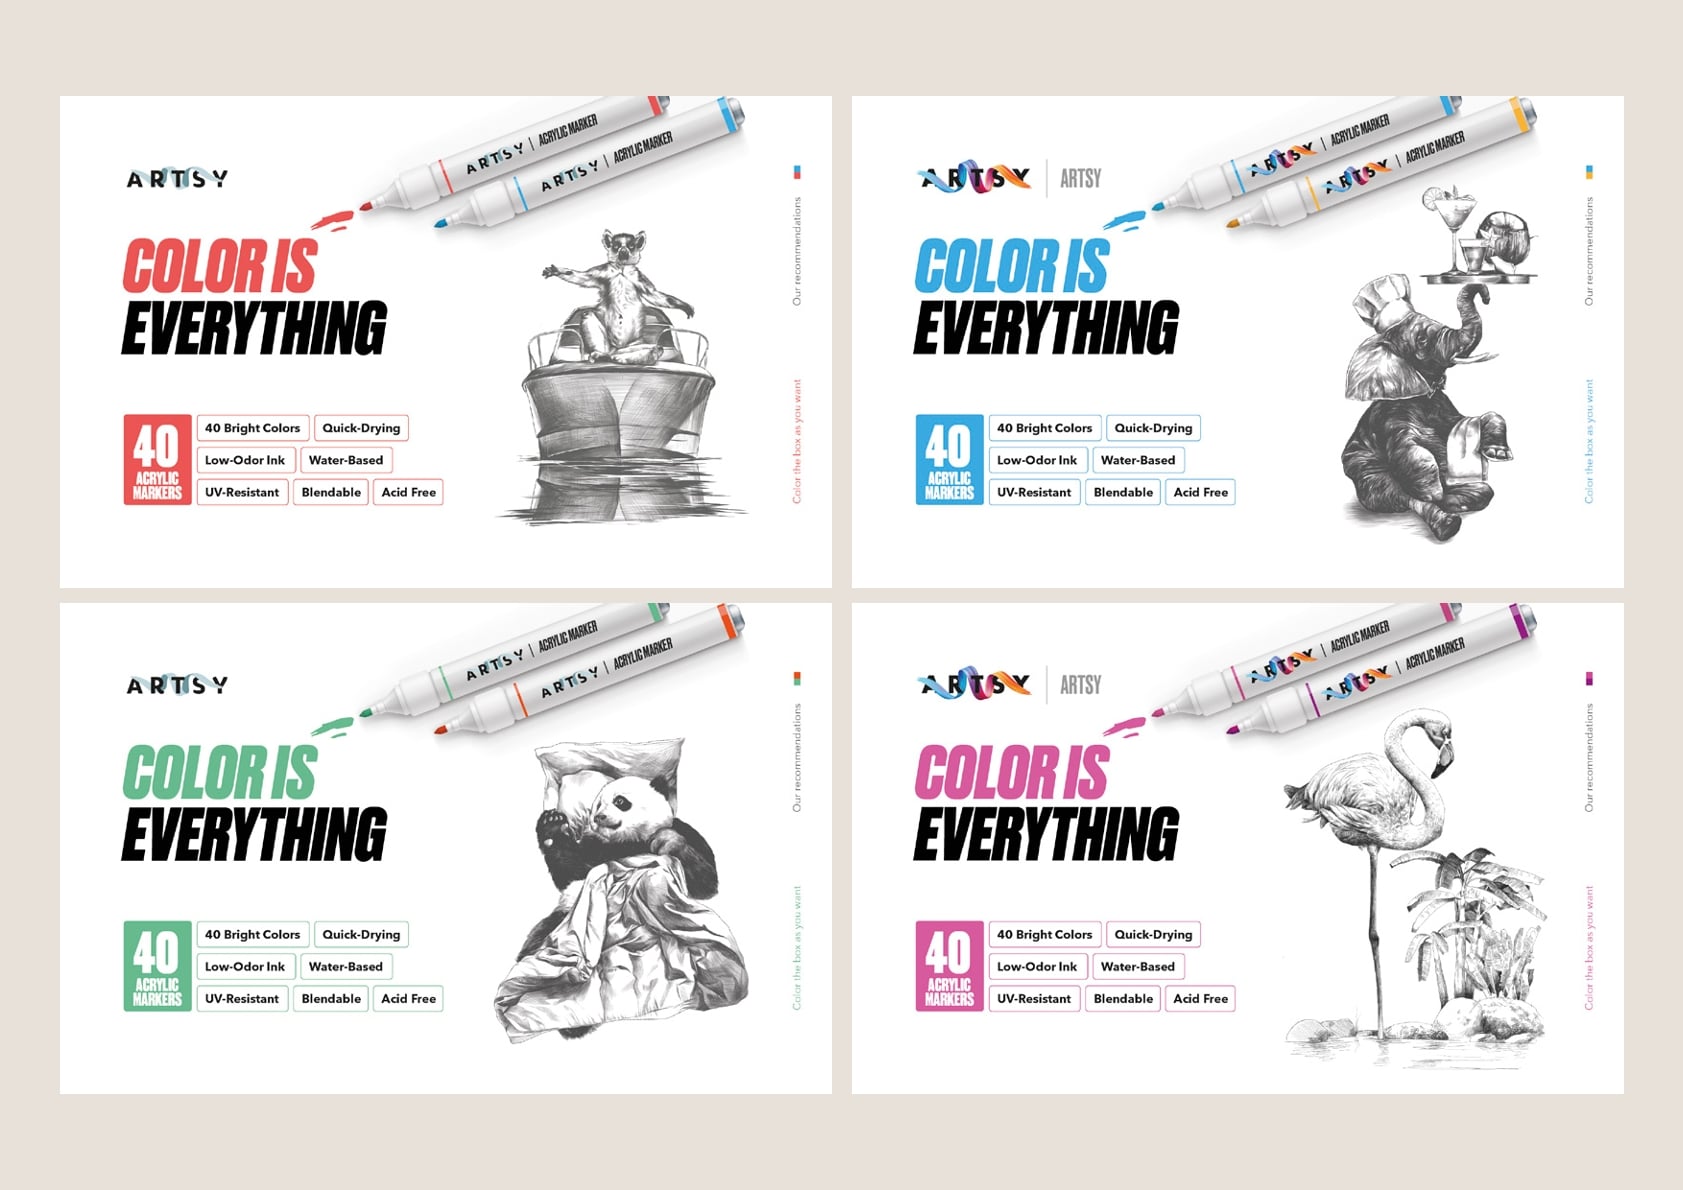 ARTSY
ARTSY | ACRYLIC MARKER
ARTSY | ACRYLIC MARKER
COLOR IS
EVERYTHING
40
ACRYLIC
MARKERS
40 Bright Colors
Quick-Drying
Low-Odor Ink
Water-Based
UV-Resistant
Blendable
Acid Free
Our recommendations
Color the box as you want
ARTSY | ARTSY
ARTSY | ACRYLIC MARKER
ARTSY | ACRYLIC MARKER
COLOR IS
EVERYTHING
40
ACRYLIC
MARKERS
40 Bright Colors
Quick-Drying
Low-Odor Ink
Water-Based
UV-Resistant
Blendable
Acid Free
Our recommendations
Color the box as you want
ARTSY
ARTSY | ACRYLIC MARKER
ARTSY | ACRYLIC MARKER
COLOR IS
EVERYTHING
40
ACRYLIC
MARKERS
40 Bright Colors
Quick-Drying
Low-Odor Ink
Water-Based
UV-Resistant
Blendable
Acid Free
Our recommendations
Color the box as you want
ARTSY | ARTSY
ARTSY | ACRYLIC MARKER
ARTSY | ACRYLIC MARKER
COLOR IS
EVERYTHING
40
ACRYLIC
MARKERS
40 Bright Colors
Quick-Drying
Low-Odor Ink
Water-Based
UV-Resistant
Blendable
Acid Free
Our recommendations
Color the box as you want